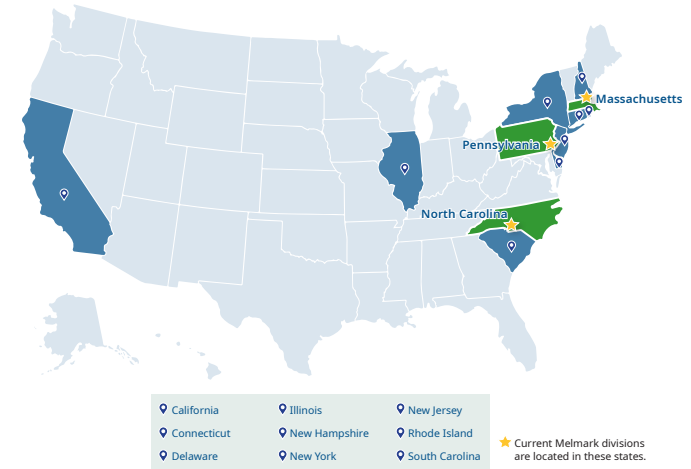 Massachusetts
Pennsylvania
North Carolina
California
Illinois
New Jersey
Connecticut
New Hampshire
Rhode Island
Delaware
New York
South Carolina
Current Melmark divisions
are located in these states.